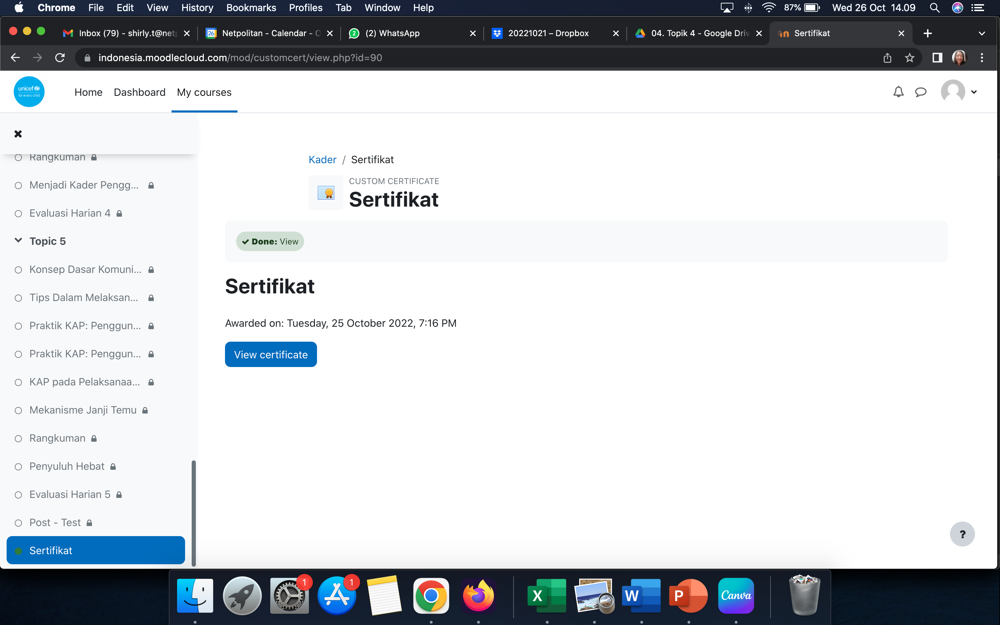 Chrome File Edit View History Bookmarks Profiles Tab Window Help 87% Wed 26 Oct 14.09
Inbox (79) - shirly.t@netp Netpolitan - Calendar - O (2) WhatsApp 20221021 – Dropbox 04. Topik 4 - Google Driv Sertifikat
indonesia.moodlecloud.com/mod/customcert/view.php?id=90
unicef
for every child
Home Dashboard My courses
Rangkuman
Menjadi Kader Pengg...
Evaluasi Harian 4
Topic 5
Konsep Dasar Komuni...
Tips Dalam Melaksan...
Praktik KAP: Penggun...
Praktik KAP: Penggun...
KAP pada Pelaksanaa...
Mekanisme Janji Temu
Rangkuman
Penyuluh Hebat
Evaluasi Harian 5
Post - Test
Sertifikat
Kader / Sertifikat
CUSTOM CERTIFICATE
Sertifikat
Done: View
Sertifikat
Awarded on: Tuesday, 25 October 2022, 7:16 PM
View certificate
?
1 1 X W P Canva